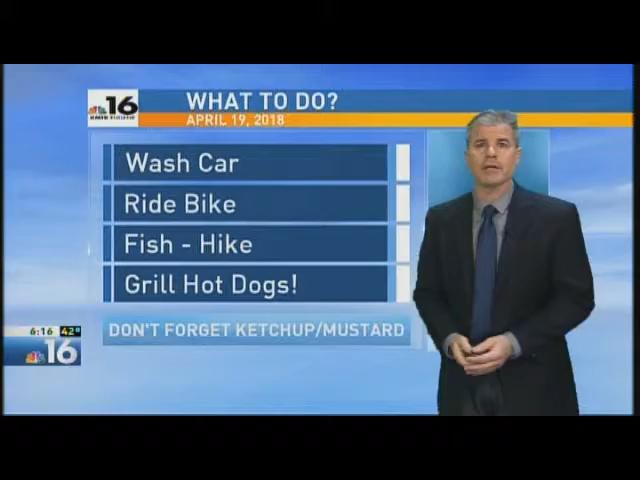 16
WHAT TO DO?
APRIL 19, 2018
Wash Car
Ride Bike
Fish - Hike
Grill Hot Dogs!
DON'T FORGET KETCHUP/MUSTARD
6:16 42°
16